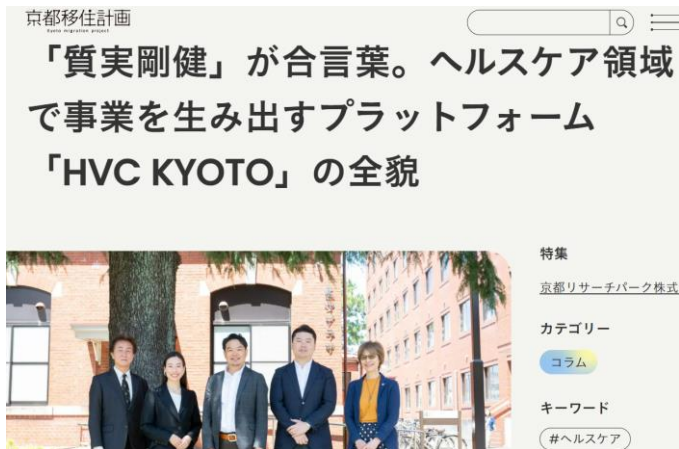 京都移住計画
Kyoto migration project
「質実剛健」が合言葉。ヘルスケア領域
で事業を生み出すプラットフォーム
「HVC KYOTO」の全貌
特集
京都リサーチパーク株式
カテゴリー
コラム
キーワード
#ヘルスケア